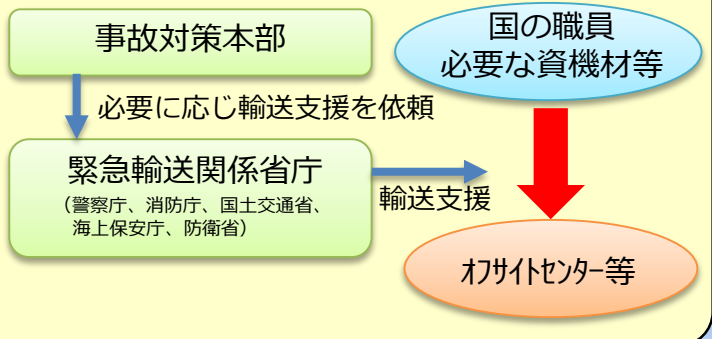 事故対策本部
必要に応じ輸送支援を依頼
緊急輸送関係省庁
（警察庁、消防庁、国土交通省、
海上保安庁、防衛省）
輸送支援
国の職員
必要な資機材等
ｵﾌｻｲﾄｾﾝﾀｰ等